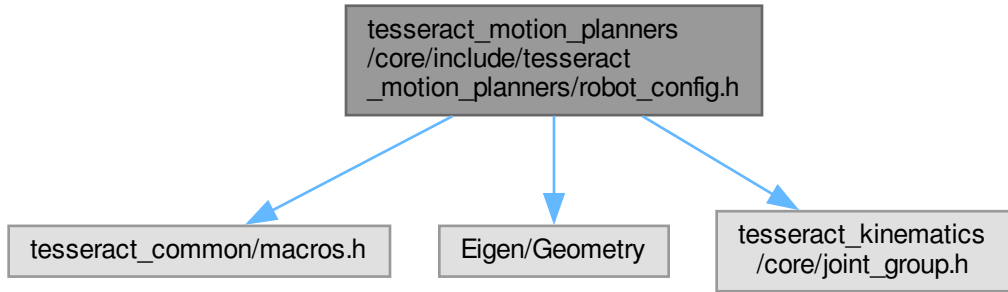 tesseract_motion_planners
/core/include/tesseract
_motion_planners/robot_config.h
tesseract_common/macros.h
Eigen/Geometry
tesseract_kinematics
/core/joint_group.h